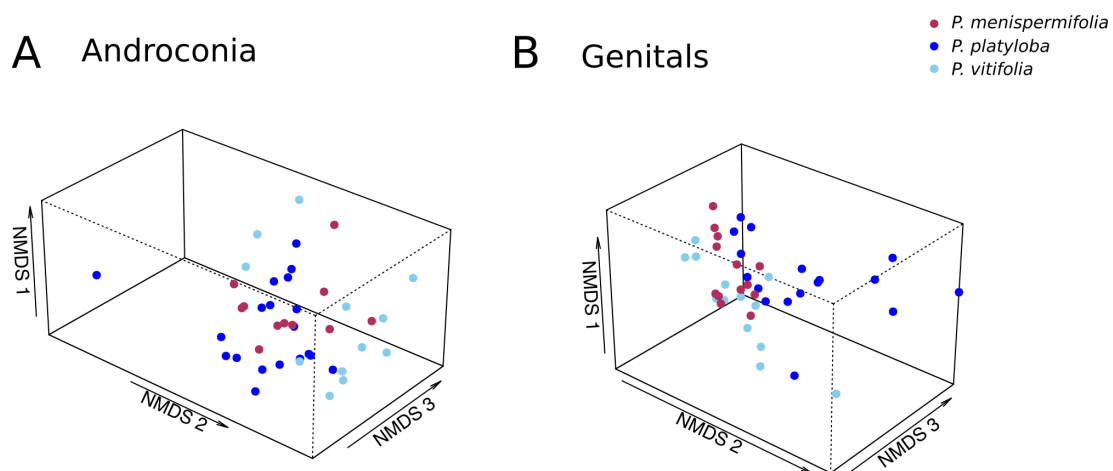 A Androconia
B Genitals
P. menispermifolia
P. platyloba
P. vitifolia
NMDS 1
NMDS 2
NMDS 3
NMDS 1
NMDS 2
NMDS 3